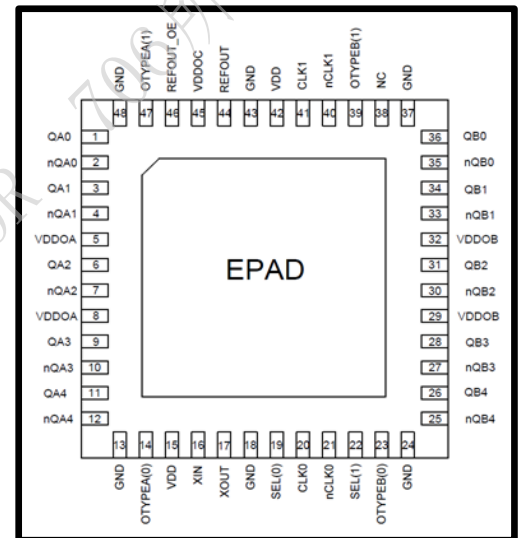 GND OTYPEA(1) REFOUT_OE VDDOC REFOUT GND VDD CLK1 nCLK1 OTYPEB(1) NC GND
48 47 46 45 44 43 42 41 40 39 38 37
QA0 1 36 QB0
nQA0 2 35 nQB0
QA1 3 34 QB1
nQA1 4 33 nQB1
VDDOA 5 32 VDDOB
QA2 6 31 QB2
EPAD
nQA2 7 30 nQB2
VDDOA 8 29 VDDOB
QA3 9 28 QB3
nQA3 10 27 nQB3
QA4 11 26 QB4
nQA4 12 25 nQB4
13 14 15 16 17 18 19 20 21 22 23 24
GND OTYPEA(0) VDD XIN XOUT GND SEL(0) CLK0 nCLK0 SEL(1) OTYPEB(0) GND
706所
OR